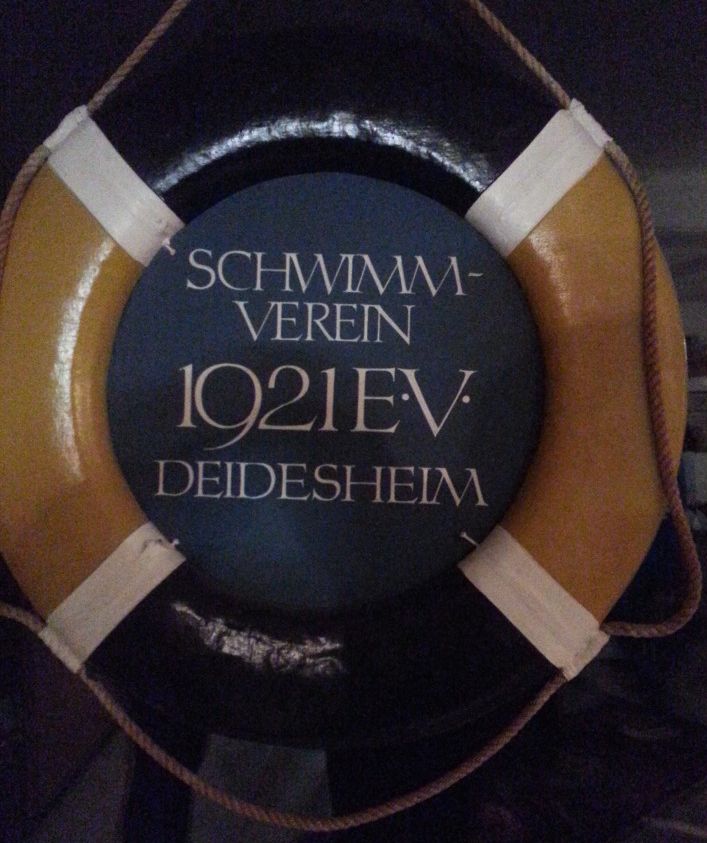 SCHWIMM-
VEREIN
1921 E·V·
DEIDESHEIM